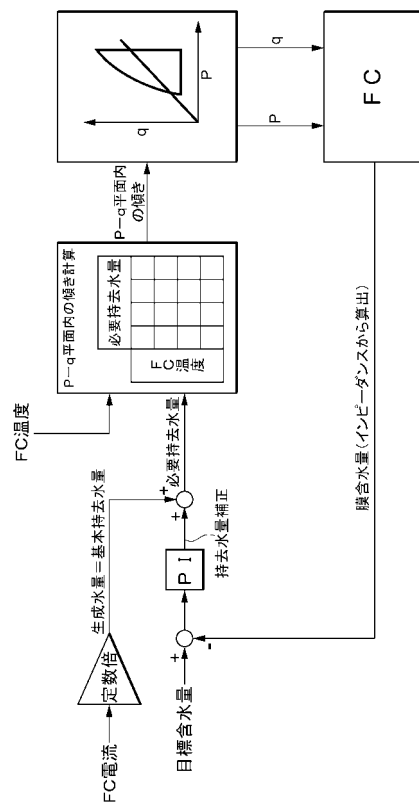 FC電流
定数倍
生成水量=基本持去水量
目標含水量
+
-
PI
持去水量補正
+
+
必要持去水量
FC温度
P-q平面内の傾き計算
必要持去水量
FC温度
P-q平面内
の傾き
q
P
P
q
FC
膜含水量(インピーダンスから算出)